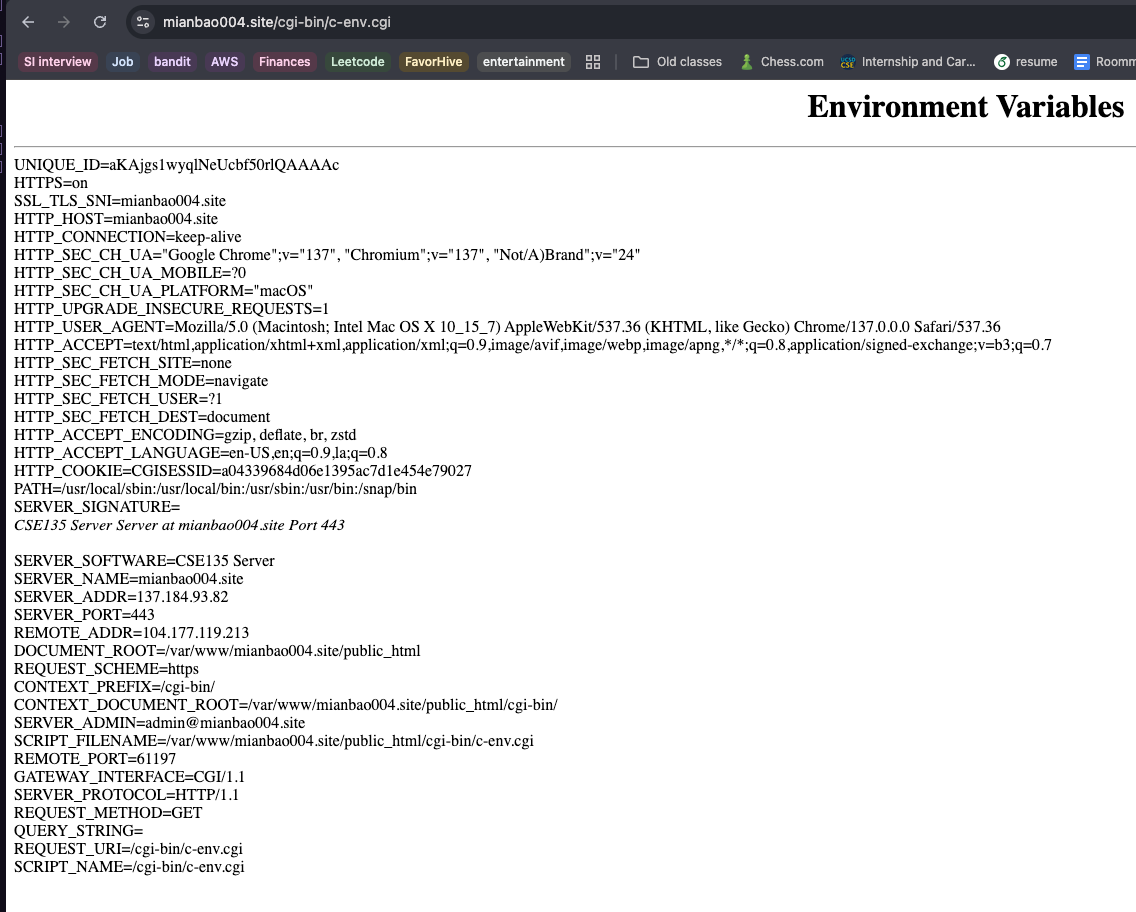 mianbao004.site/cgi-bin/c-env.cgi
SI interview Job bandit AWS Finances Leetcode FavorHive entertainment Old classes Chess.com Internship and Car... resume Roomm
Environment Variables
UNIQUE_ID=aKAjgs1wyqlNeUcbf50rlQAAAAc
HTTPS=on
SSL_TLS_SNI=mianbao004.site
HTTP_HOST=mianbao004.site
HTTP_CONNECTION=keep-alive
HTTP_SEC_CH_UA="Google Chrome";v="137", "Chromium";v="137", "Not/A)Brand";v="24"
HTTP_SEC_CH_UA_MOBILE=?0
HTTP_SEC_CH_UA_PLATFORM="macOS"
HTTP_UPGRADE_INSECURE_REQUESTS=1
HTTP_USER_AGENT=Mozilla/5.0 (Macintosh; Intel Mac OS X 10_15_7) AppleWebKit/537.36 (KHTML, like Gecko) Chrome/137.0.0.0 Safari/537.36
HTTP_ACCEPT=text/html,application/xhtml+xml,application/xml;q=0.9,image/avif,image/webp,image/apng,*/*;q=0.8,application/signed-exchange;v=b3;q=0.7
HTTP_SEC_FETCH_SITE=none
HTTP_SEC_FETCH_MODE=navigate
HTTP_SEC_FETCH_USER=?1
HTTP_SEC_FETCH_DEST=document
HTTP_ACCEPT_ENCODING=gzip, deflate, br, zstd
HTTP_ACCEPT_LANGUAGE=en-US,en;q=0.9,la;q=0.8
HTTP_COOKIE=CGISESSID=a04339684d06e1395ac7d1e454e79027
PATH=/usr/local/sbin:/usr/local/bin:/usr/sbin:/usr/bin:/snap/bin
SERVER_SIGNATURE=
CSE135 Server Server at mianbao004.site Port 443
SERVER_SOFTWARE=CSE135 Server
SERVER_NAME=mianbao004.site
SERVER_ADDR=137.184.93.82
SERVER_PORT=443
REMOTE_ADDR=104.177.119.213
DOCUMENT_ROOT=/var/www/mianbao004.site/public_html
REQUEST_SCHEME=https
CONTEXT_PREFIX=/cgi-bin/
CONTEXT_DOCUMENT_ROOT=/var/www/mianbao004.site/public_html/cgi-bin/
SERVER_ADMIN=admin@mianbao004.site
SCRIPT_FILENAME=/var/www/mianbao004.site/public_html/cgi-bin/c-env.cgi
REMOTE_PORT=61197
GATEWAY_INTERFACE=CGI/1.1
SERVER_PROTOCOL=HTTP/1.1
REQUEST_METHOD=GET
QUERY_STRING=
REQUEST_URI=/cgi-bin/c-env.cgi
SCRIPT_NAME=/cgi-bin/c-env.cgi